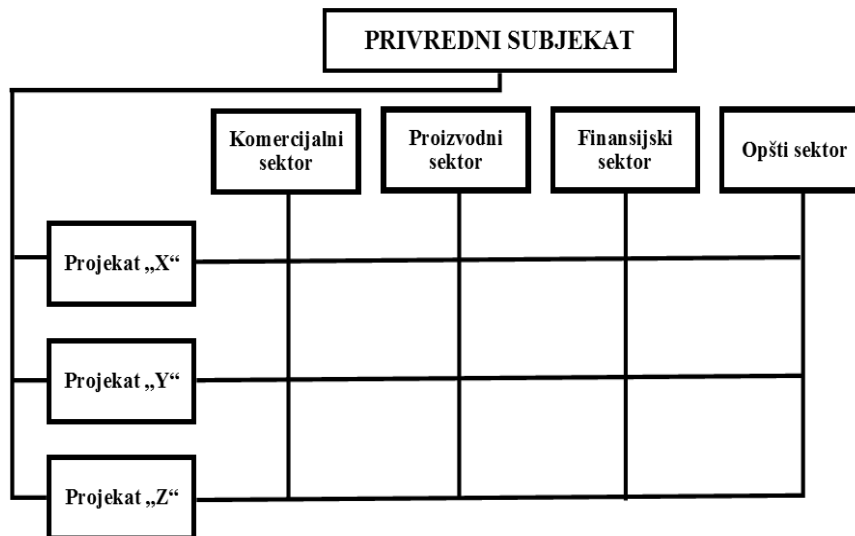 PRIVREDNI SUBJEKAT
Komercijalni
sektor
Proizvodni
sektor
Finansijski
sektor
Opšti sektor
Projekat „X“
Projekat „Y“
Projekat „Z“